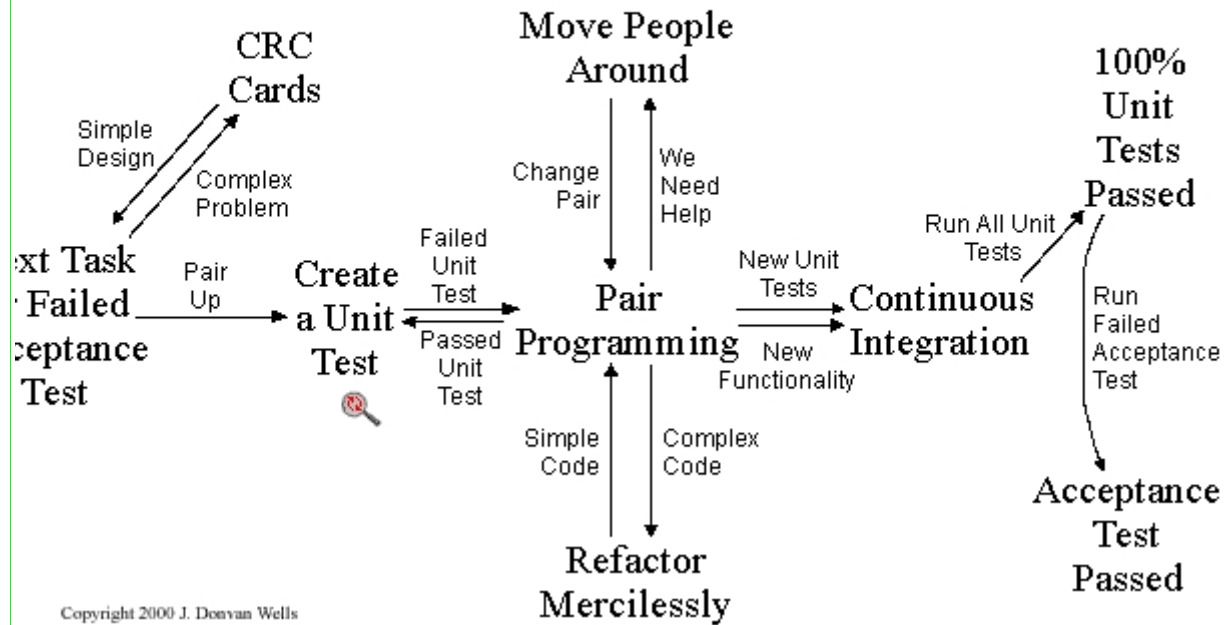 CRC
Cards
Simple
Design
Complex
Problem
ext Task
Failed
ceptance
Test
Pair
Up
Create
a Unit
Test
Failed
Unit
Test
Passed
Unit
Test
Move People
Around
Change
Pair
We
Need
Help
Pair
Programming
Simple
Code
Complex
Code
Refactor
Mercilessly
New Unit
Tests
New
Functionality
Continuous
Integration
Run All Unit
Tests
100%
Unit
Tests
Passed
Run
Failed
Acceptance
Test
Acceptance
Test
Passed
Copyright 2000 J. Donvan Wells